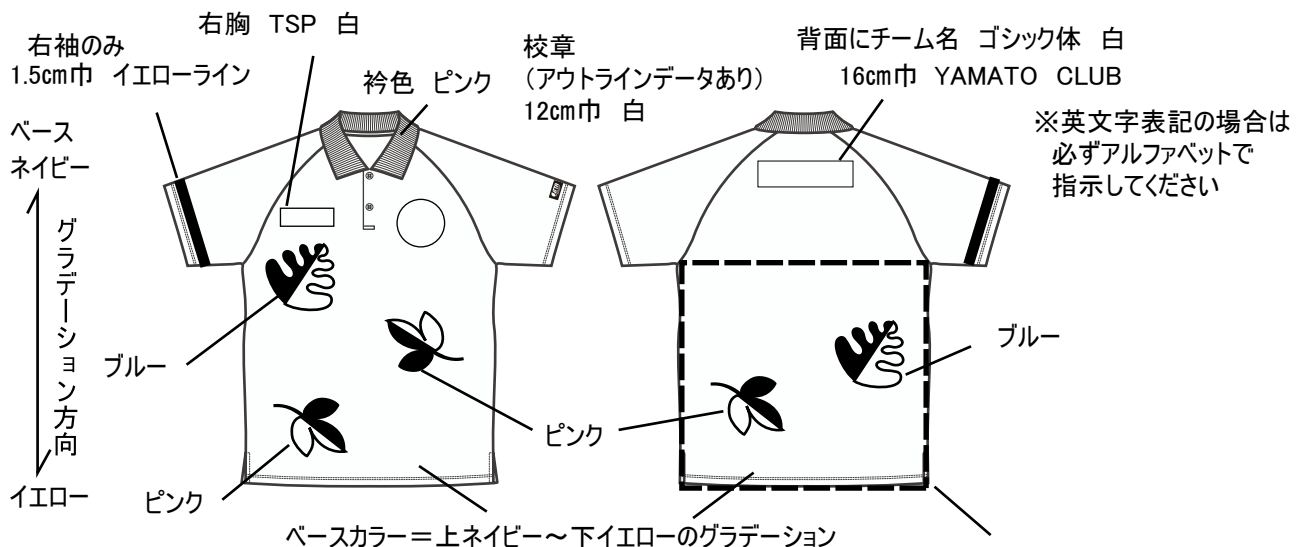 右胸 TSP 白
右袖のみ
1.5cm巾 イエローライン
衿色 ピンク
校章
（アウトラインデータあり）
12cm巾 白
背面にチーム名 ゴシック体 白
16cm巾 YAMATO CLUB
※英文字表記の場合は
必ずアルファベットで
指示してください
ベース
ネイビー
グラデーション方向
イエロー
ブルー
ピンク
ピンク
ブルー
ベースカラー＝上ネイビー～下イエローのグラデーション